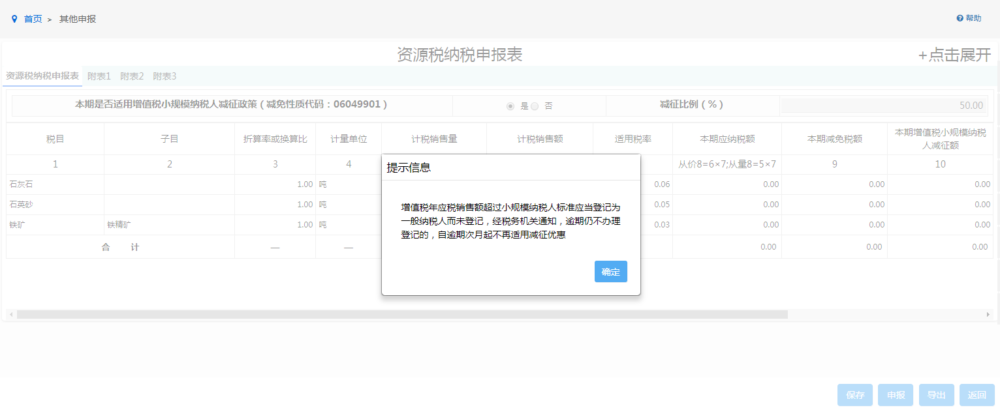 首页 > 其他申报
帮助
资源税纳税申报表
+点击展开
资源税纳税申报表 附表1 附表2 附表3
本期是否适用增值税小规模纳税人减征政策（减免性质代码：06049901） 是 否 减征比例（%） 50.00
税目 子目 折算率或换算比 计量单位 计税销售量 计税销售额 适用税率 本期应纳税额 本期减免税额 本期增值税小规模纳税
人减征额
1 2 3 4 从价8=6×7;从量8=5×7 9 10
石灰石 1.00 吨 0.06 0.00 0.00 0.00
石英砂 1.00 吨 0.05 0.00 0.00 0.00
铁矿 铁精矿 1.00 吨 0.03 0.00 0.00 0.00
合 计 — — 0.00 0.00 0.00
提示信息
增值税年应税销售额超过小规模纳税人标准应当登记为
一般纳税人而未登记，经税务机关通知，逾期仍不办理
登记的，自逾期次月起不再适用减征优惠
确定
保存 申报 导出 返回